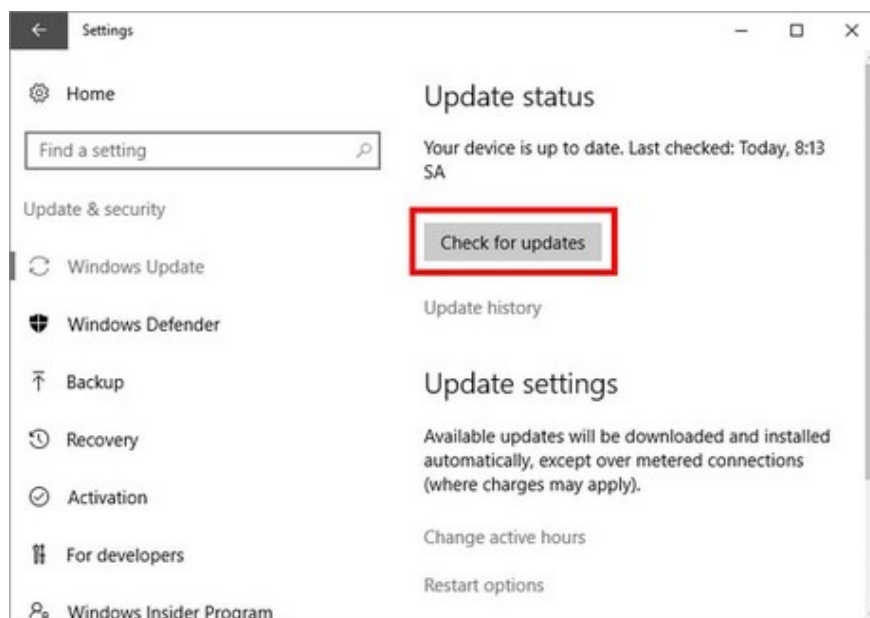 Settings
Home
Find a setting
Update & security
Windows Update
Windows Defender
Backup
Recovery
Activation
For developers
Windows Insider Program
Update status
Your device is up to date. Last checked: Today, 8:13
SA
Check for updates
Update history
Update settings
Available updates will be downloaded and installed
automatically, except over metered connections
(where charges may apply).
Change active hours
Restart options